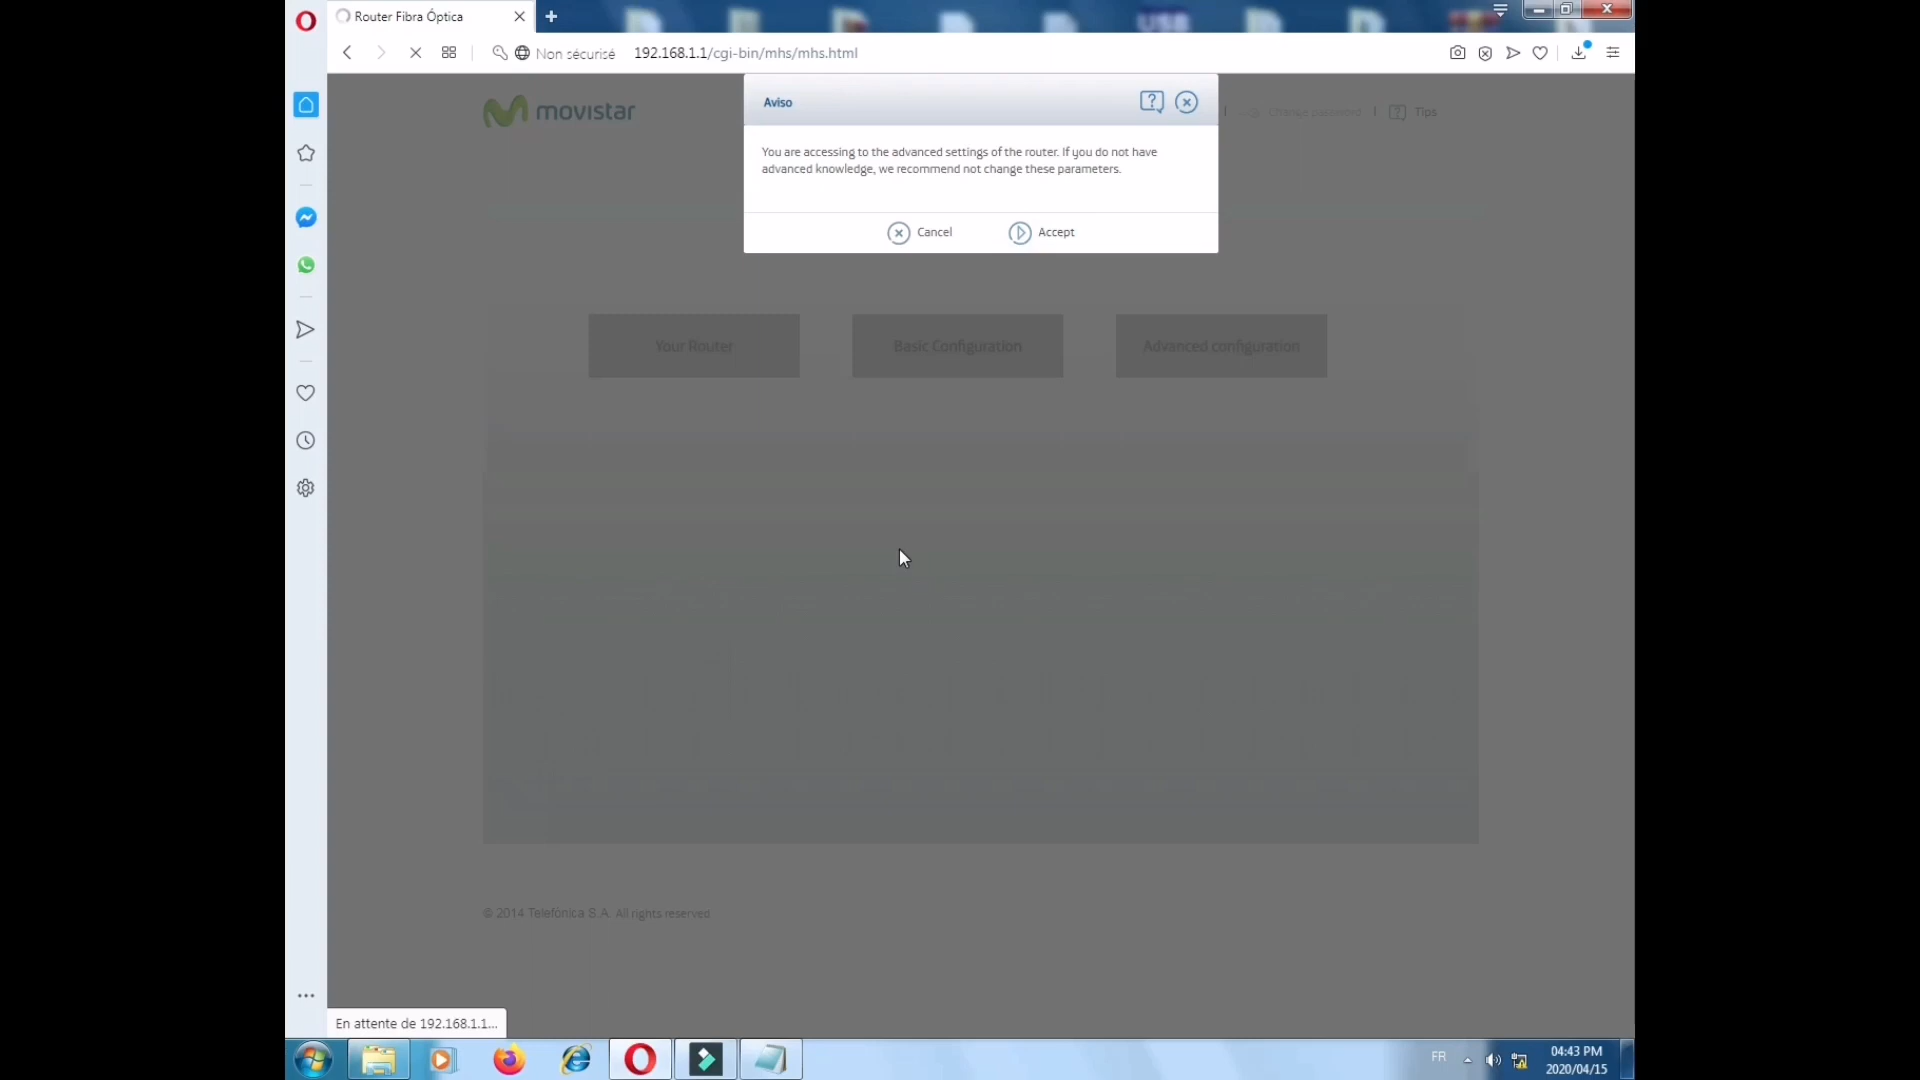 Router Fibra Óptica
USB
Non sécurisé 192.168.1.1/cgi-bin/mhs/mhs.html
movistar
Aviso
Change password | Tips
You are accessing to the advanced settings of the router. If you do not have
advanced knowledge, we recommend not change these parameters.
Cancel Accept
Your Router Basic Configuration Advanced configuration
© 2014 Telefónica S.A. All rights reserved
En attente de 192.168.1.1...
FR
04:43 PM
2020/04/15